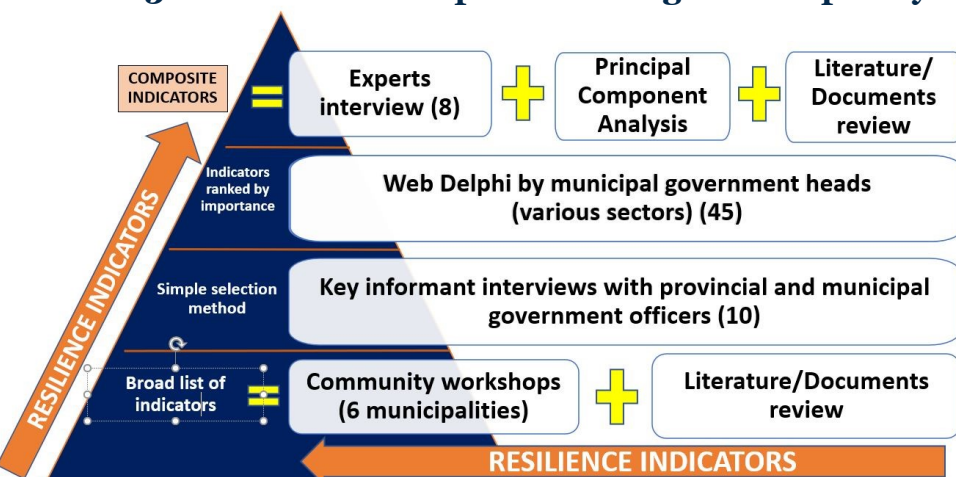 COMPOSITE
INDICATORS
=
Experts
interview (8)
+
Principal
Component
Analysis
+
Literature/
Documents
review
Indicators
ranked by
importance
Web Delphi by municipal government heads
(various sectors) (45)
Simple selection
method
Key informant interviews with provincial and municipal
government officers (10)
Broad list of
indicators
=
Community workshops
(6 municipalities)
+
Literature/Documents
review
RESILIENCE INDICATORS
RESILIENCE INDICATORS